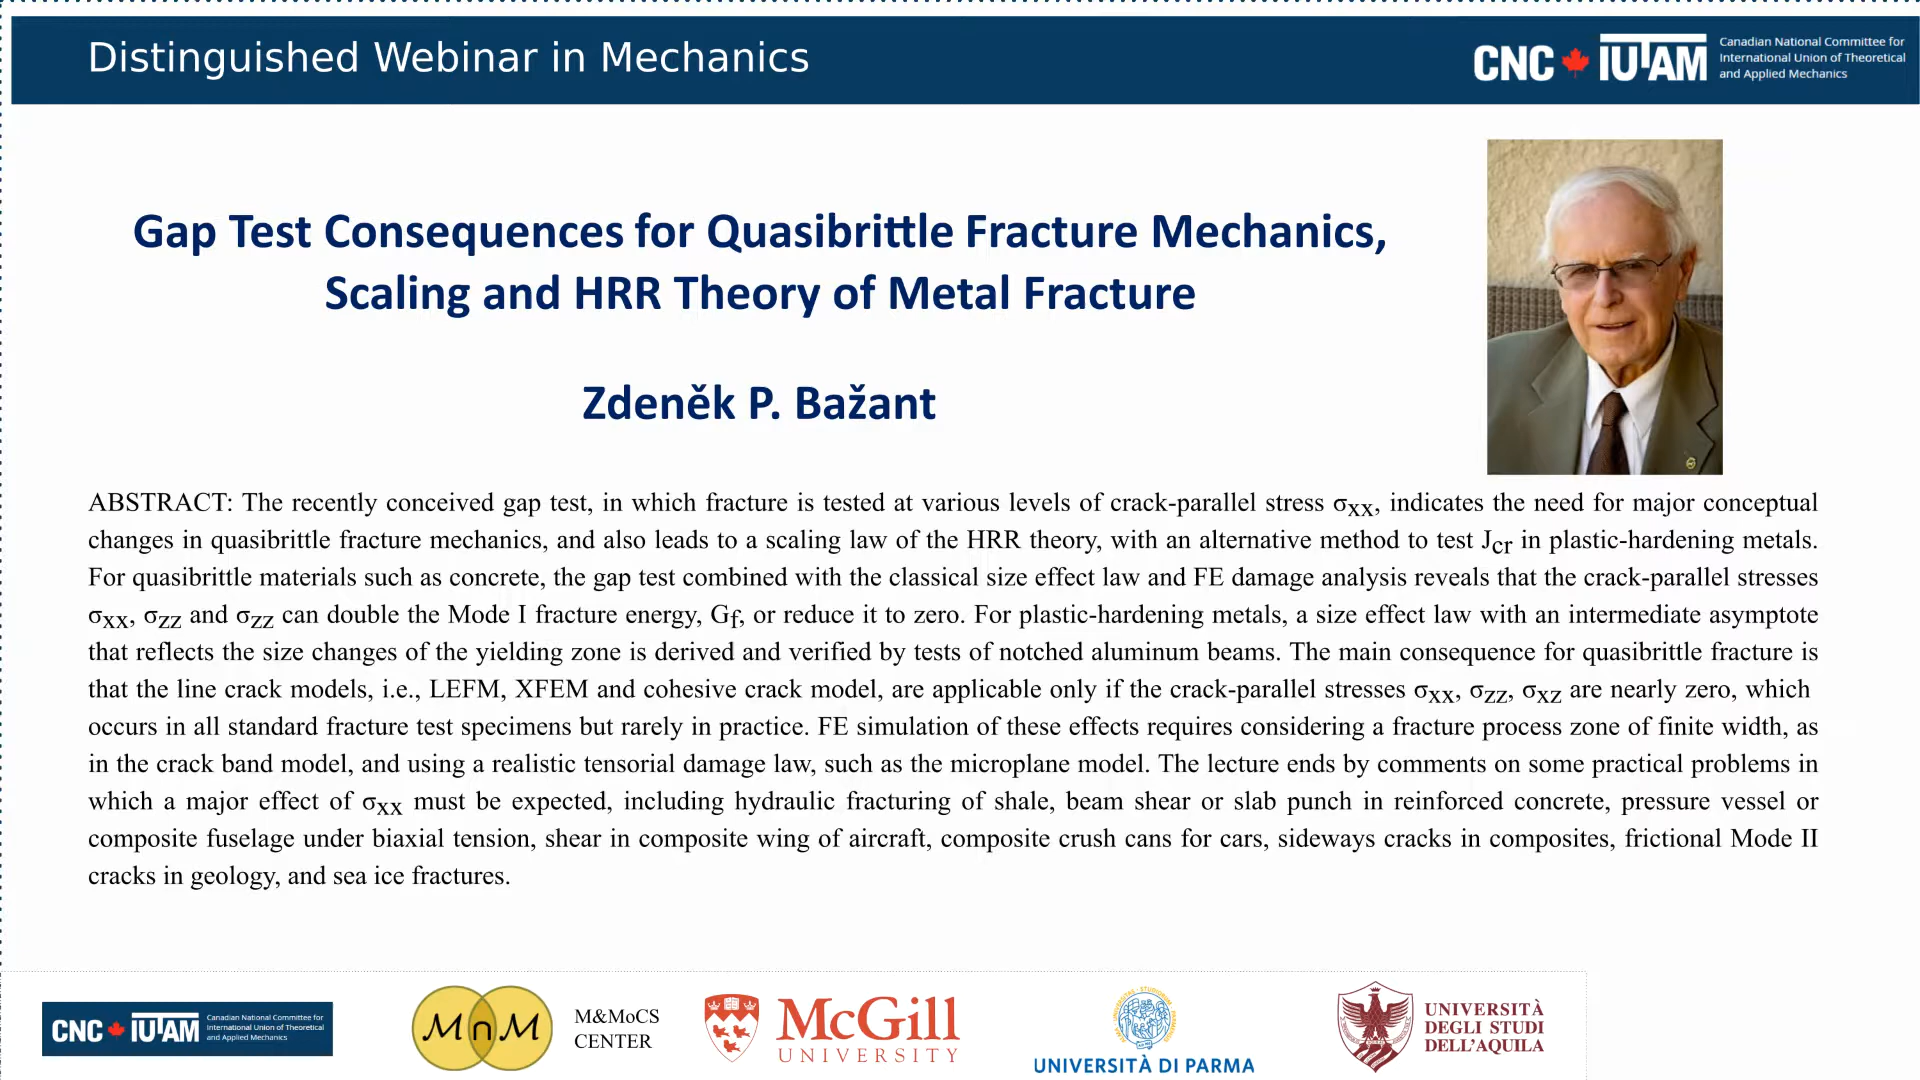 Distinguished Webinar in Mechanics
CNC IUTAM
Canadian National Committee for
International Union of Theoretical
and Applied Mechanics
Gap Test Consequences for Quasibrittle Fracture Mechanics,
Scaling and HRR Theory of Metal Fracture
Zdeněk P. Bažant
ABSTRACT: The recently conceived gap test, in which fracture is tested at various levels of crack-parallel stress σxx, indicates the need for major conceptual
changes in quasibrittle fracture mechanics, and also leads to a scaling law of the HRR theory, with an alternative method to test Jcr in plastic-hardening metals.
For quasibrittle materials such as concrete, the gap test combined with the classical size effect law and FE damage analysis reveals that the crack-parallel stresses
σxx, σzz and σzz can double the Mode I fracture energy, Gf, or reduce it to zero. For plastic-hardening metals, a size effect law with an intermediate asymptote
that reflects the size changes of the yielding zone is derived and verified by tests of notched aluminum beams. The main consequence for quasibrittle fracture is
that the line crack models, i.e., LEFM, XFEM and cohesive crack model, are applicable only if the crack-parallel stresses σxx, σzz, σxz are nearly zero, which
occurs in all standard fracture test specimens but rarely in practice. FE simulation of these effects requires considering a fracture process zone of finite width, as
in the crack band model, and using a realistic tensorial damage law, such as the microplane model. The lecture ends by comments on some practical problems in
which a major effect of σxx must be expected, including hydraulic fracturing of shale, beam shear or slab punch in reinforced concrete, pressure vessel or
composite fuselage under biaxial tension, shear in composite wing of aircraft, composite crush cans for cars, sideways cracks in composites, frictional Mode II
cracks in geology, and sea ice fractures.
CNC IUTAM
Canadian National Committee for
International Union of Theoretical
and Applied Mechanics
M∩M
M&MoCS
CENTER
McGill
UNIVERSITY
UNIVERSITÀ DI PARMA
UNIVERSITÀ
DEGLI STUDI
DELL'AQUILA